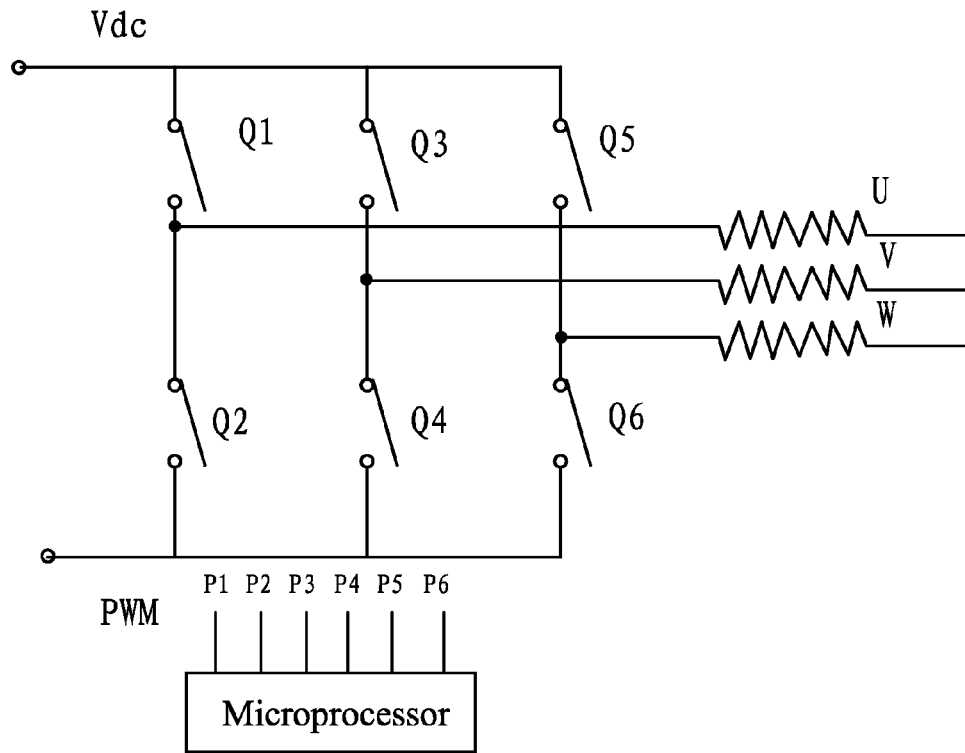 Vdc
Q1
Q3
Q5
U
V
W
Q2
Q4
Q6
P1 P2 P3 P4 P5 P6
PWM
Microprocessor